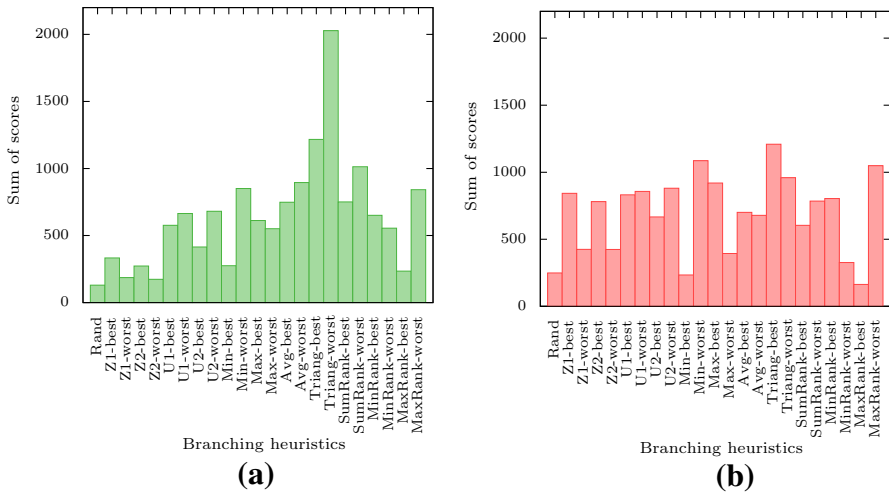 2000
1500
1000
500
0
Sum of scores
Rand
Z1-best
Z1-worst
Z2-best
Z2-worst
U1-best
U1-worst
U2-best
U2-worst
Min-best
Min-worst
Max-best
Max-worst
Avg-best
Avg-worst
Triang-best
Triang-worst
SumRank-best
SumRank-worst
MinRank-best
MinRank-worst
MaxRank-best
MaxRank-worst
Branching heuristics
(a)
2000
1500
1000
500
0
Sum of scores
Rand
Z1-best
Z1-worst
Z2-best
Z2-worst
U1-best
U1-worst
U2-best
U2-worst
Min-best
Min-worst
Max-best
Max-worst
Avg-best
Avg-worst
Triang-best
Triang-worst
SumRank-best
SumRank-worst
MinRank-best
MinRank-worst
MaxRank-best
MaxRank-worst
Branching heuristics
(b)